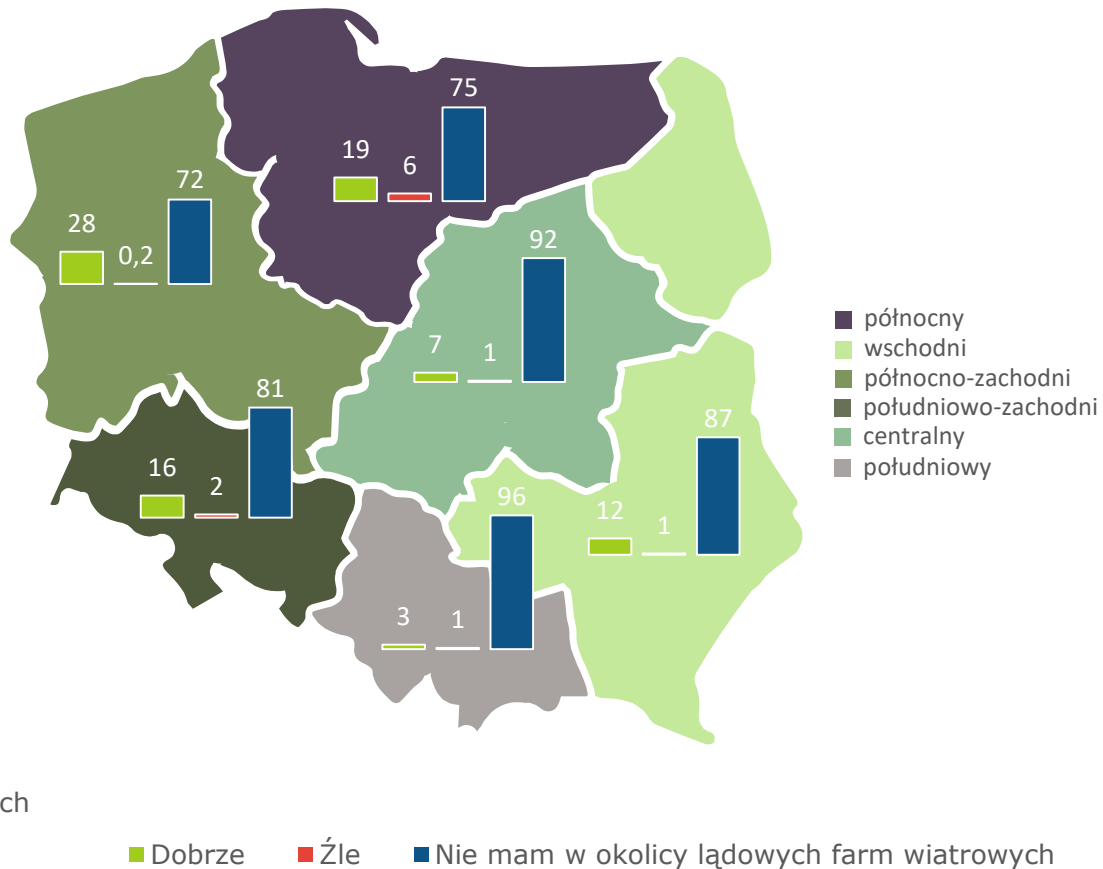 75
19
6
72
28
0,2
92
7
1
81
16
2
87
12
1
96
3
1
północny
wschodni
północno-zachodni
południowo-zachodni
centralny
południowy
ch
Dobrze
Źle
Nie mam w okolicy lądowych farm wiatrowych